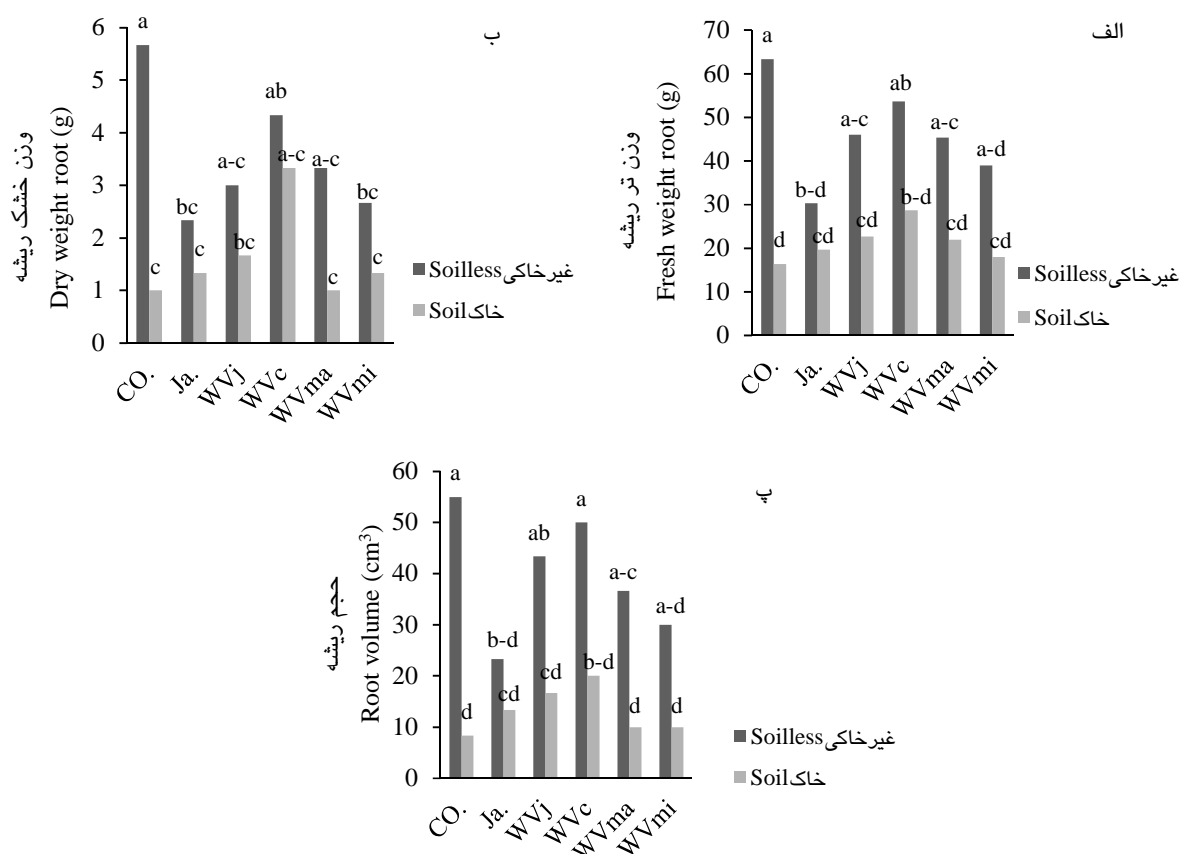 ب
وزن خشک ریشه
Dry weight root (g)
6
5
4
3
2
1
0
a
c
bc
c
a-c
bc
ab
a-c
a-c
c
bc
c
CO.
Ja.
WVj
WVc
WVma
WVmi
Soilless غیرخاکی
Soil خاک
الف
وزن تر ریشه
Fresh weight root (g)
70
60
50
40
30
20
10
0
a
d
b-d
cd
a-c
cd
ab
b-d
a-c
cd
a-d
cd
CO.
Ja.
WVj
WVc
WVma
WVmi
Soilless غیرخاکی
Soil خاک
پ
حجم ریشه
Root volume (cm³)
60
50
40
30
20
10
0
a
d
b-d
cd
ab
cd
a
b-d
a-c
d
a-d
d
CO.
Ja.
WVj
WVc
WVma
WVmi
Soilless غیرخاکی
Soil خاک